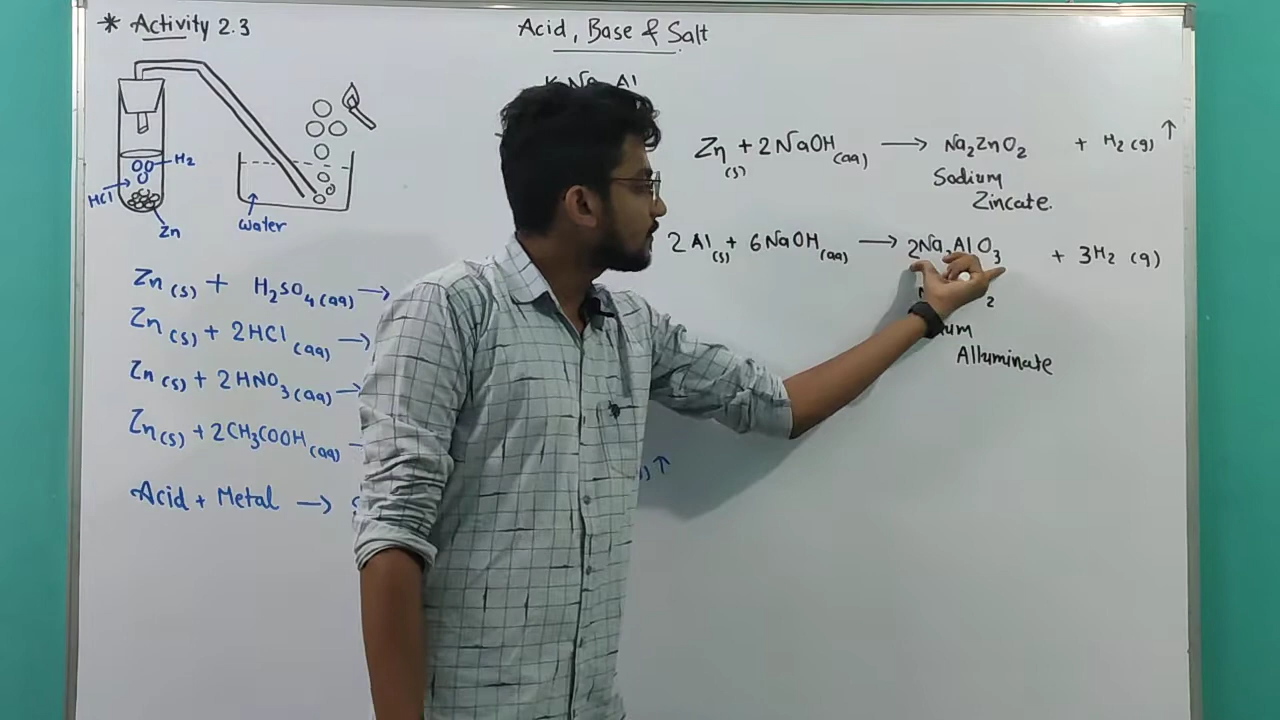 * Activity 2.3
Acid, Base & Salt
H2
HCl
Zn
water
Zn(s) + 2NaOH(aq) → Na2ZnO2 + H2(g)↑
Sodium
Zincate.
2Al(s) + 6NaOH(aq) → 2Na3AlO3 + 3H2(g)
2
Alluminate
Zn(s) + H2SO4(aq) →
Zn(s) + 2HCl(aq) →
Zn(s) + 2HNO3(aq) →
Zn(s) + 2CH3COOH(aq)
Acid + Metal →
↑